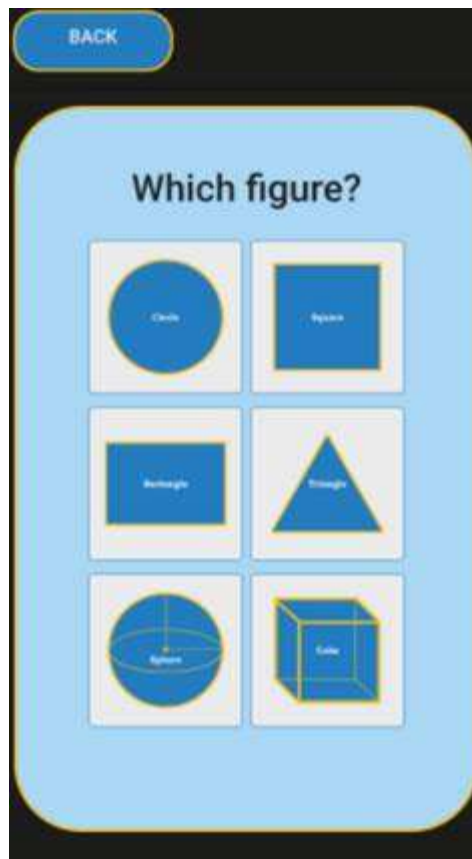 BACK
Which figure?
Circle
Square
Rectangle
Triangle
Sphere
Cube